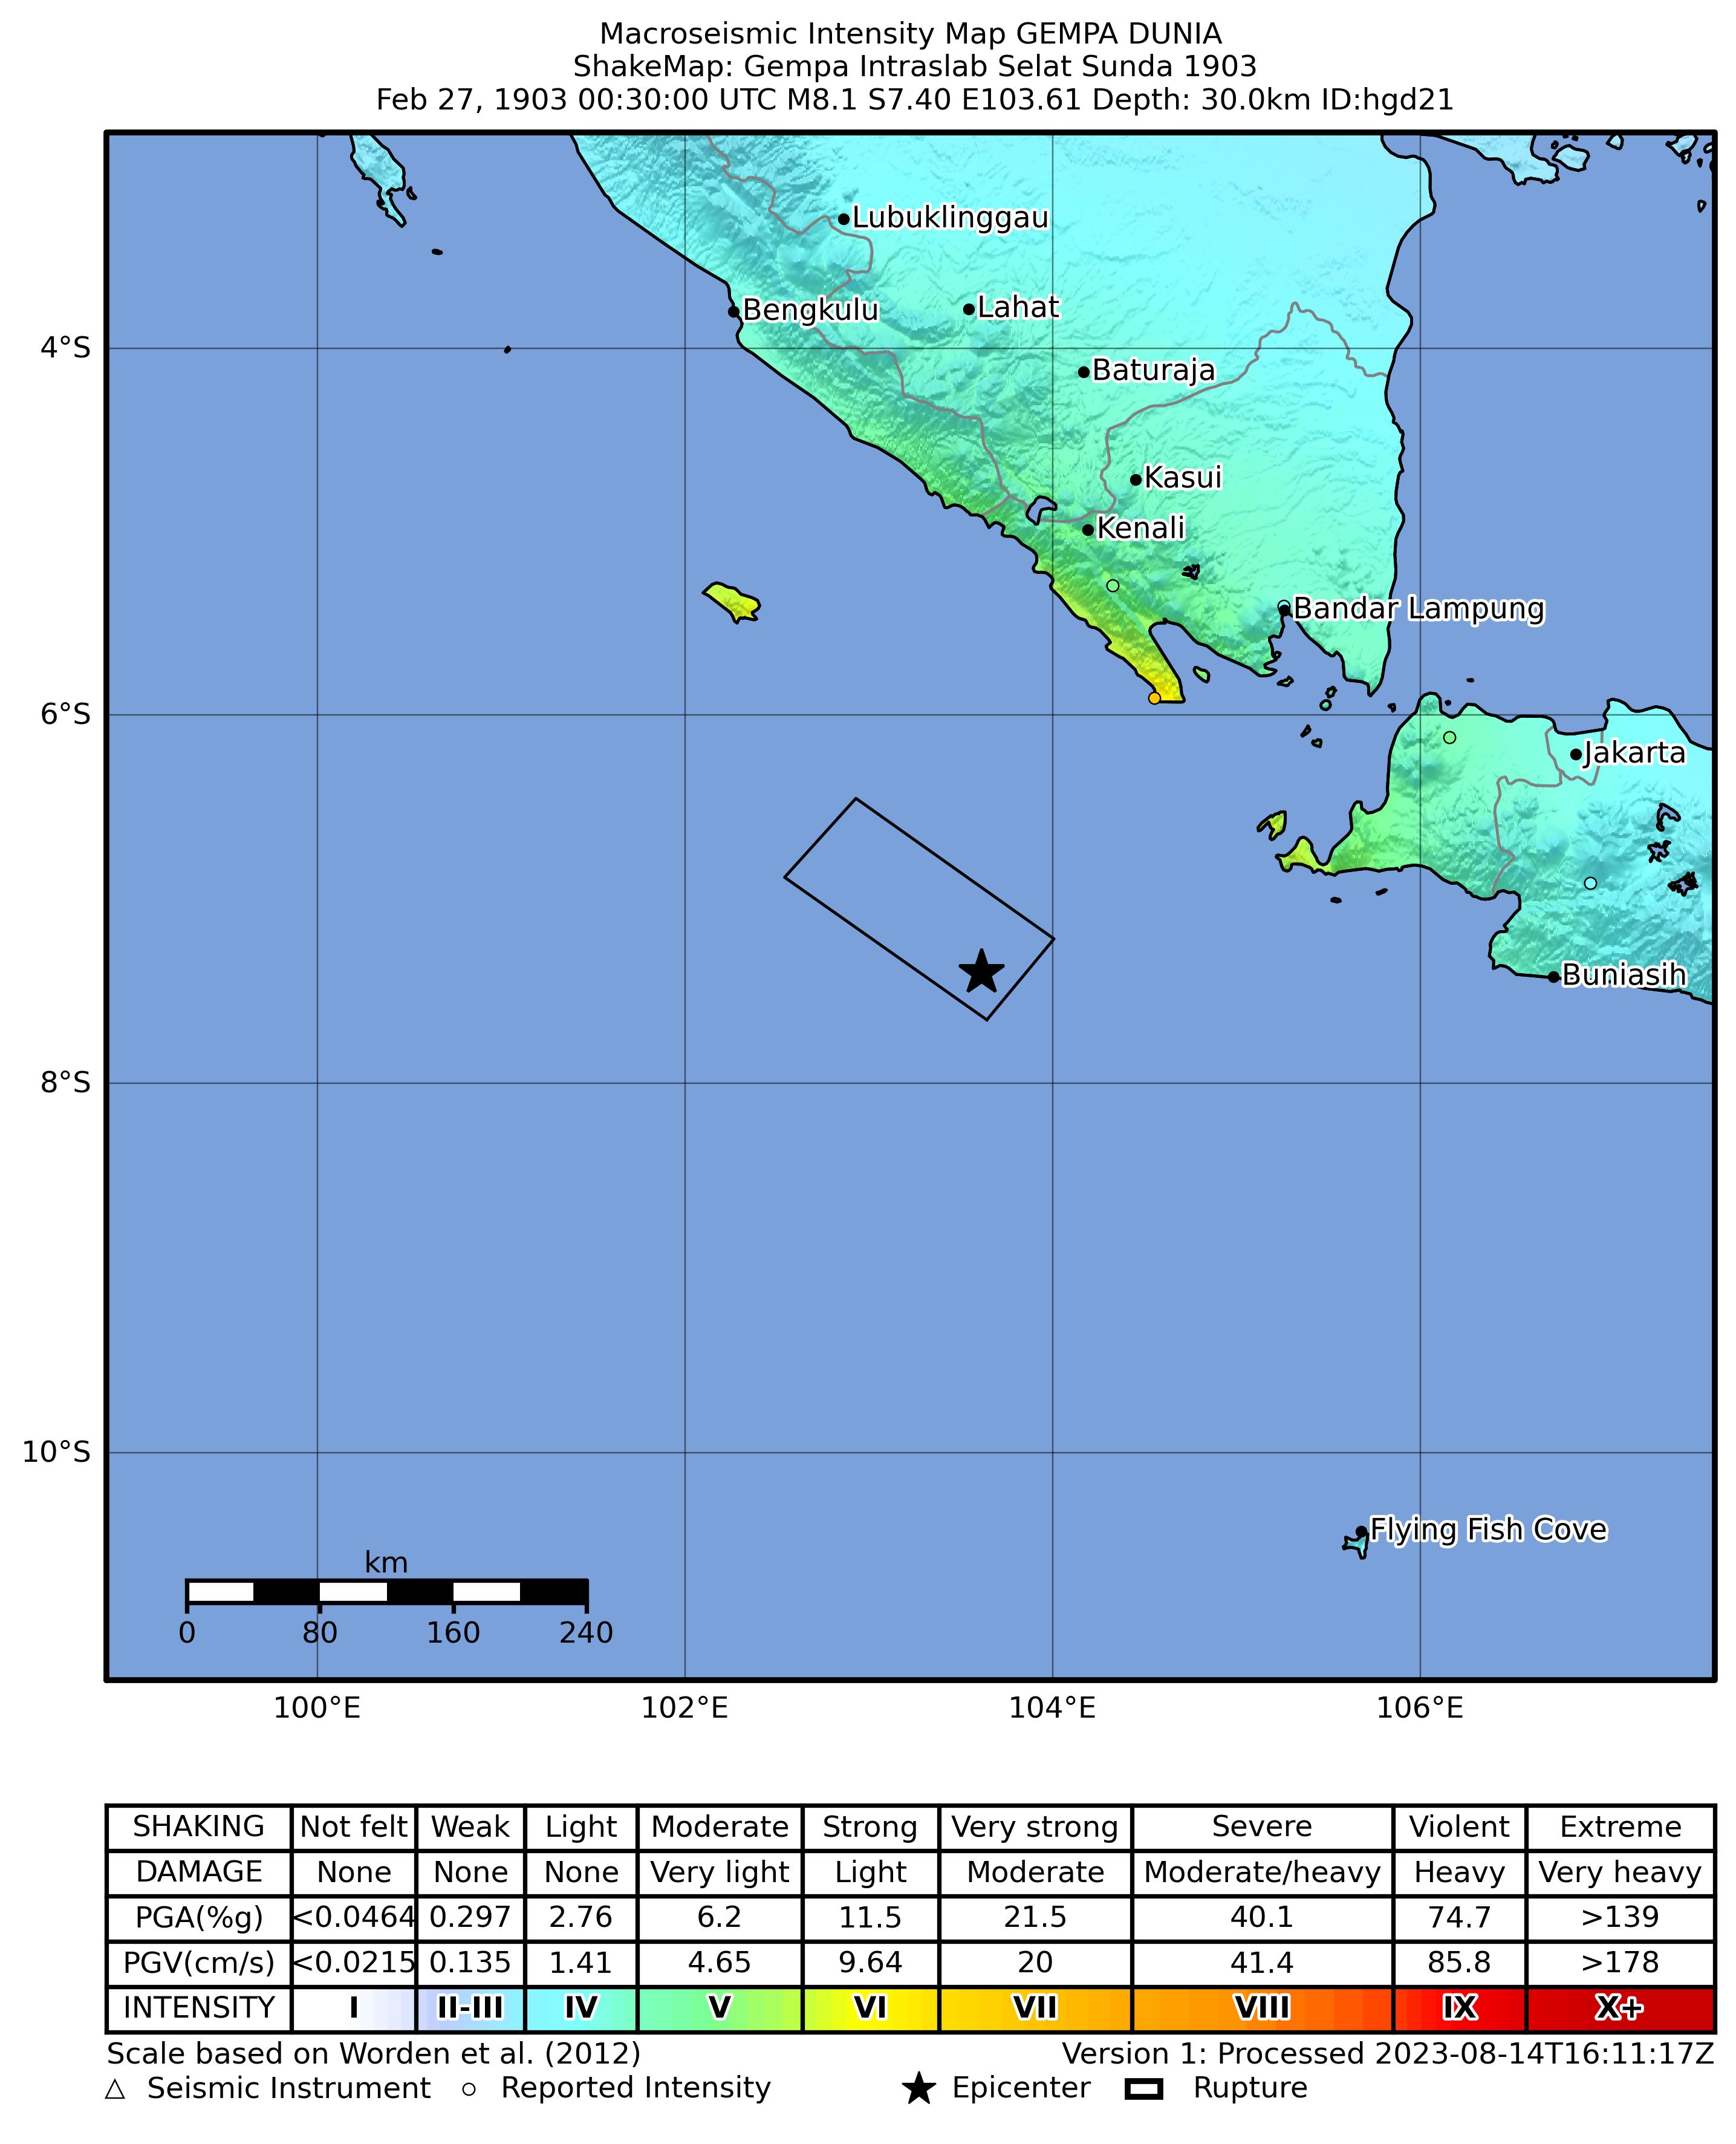 Macroseismic Intensity Map GEMPA DUNIA
ShakeMap: Gempa Intraslab Selat Sunda 1903
Feb 27, 1903 00:30:00 UTC M8.1 S7.40 E103.61 Depth: 30.0km ID:hgd21
Lubuklinggau
Bengkulu
Lahat
4°S
Baturaja
Kasui
Kenali
Bandar Lampung
6°S
Jakarta
Buniasih
8°S
10°S
Flying Fish Cove
km
0 80 160 240
100°E 102°E 104°E 106°E
SHAKING Not felt Weak Light Moderate Strong Very strong Severe Violent Extreme
DAMAGE None None None Very light Light Moderate Moderate/heavy Heavy Very heavy
PGA(%g) <0.0464 0.297 2.76 6.2 11.5 21.5 40.1 74.7 >139
PGV(cm/s) <0.0215 0.135 1.41 4.65 9.64 20 41.4 85.8 >178
INTENSITY I II-III IV V VI VII VIII IX X+
Scale based on Worden et al. (2012) Version 1: Processed 2023-08-14T16:11:17Z
Seismic Instrument Reported Intensity Epicenter Rupture